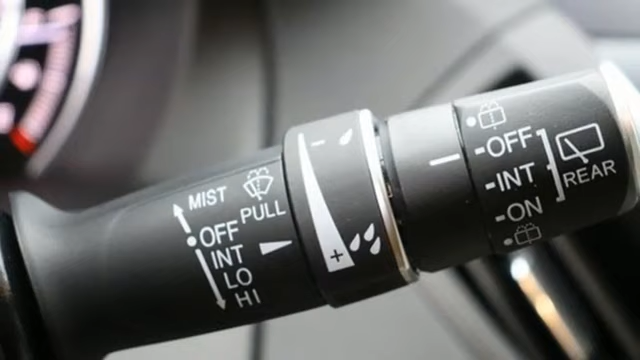 MIST
PULL
OFF
INT
LO
HI
-
+
-OFF
-INT
-ON
REAR